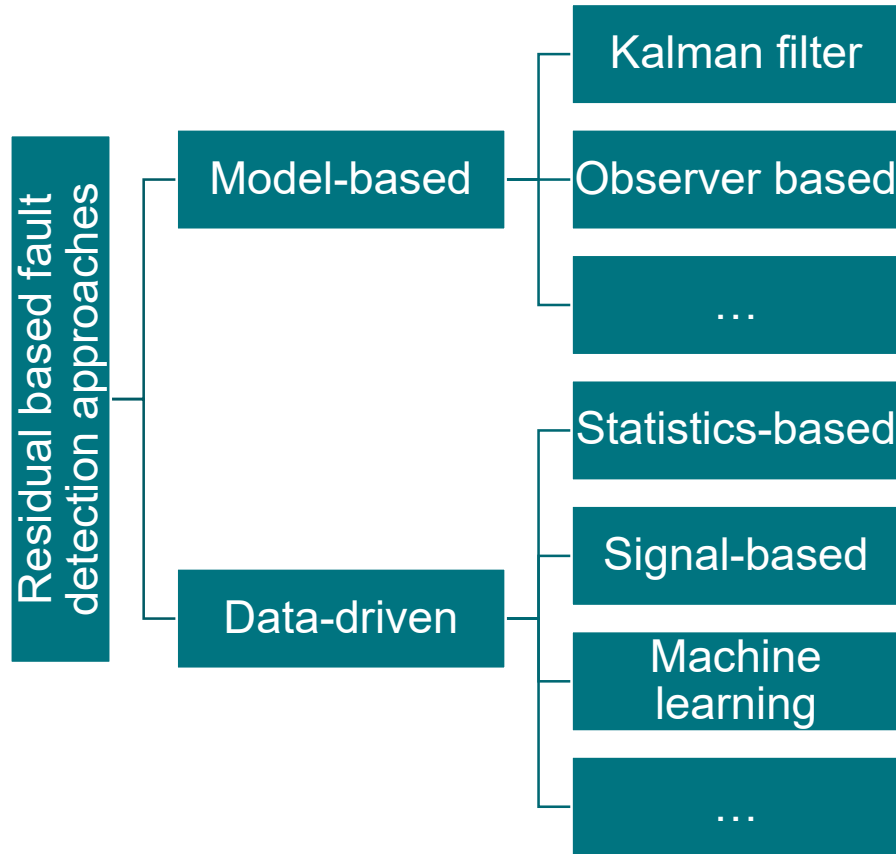 Residual based fault
detection approaches
Model-based
Kalman filter
Observer based
…
Data-driven
Statistics-based
Signal-based
Machine
learning
…